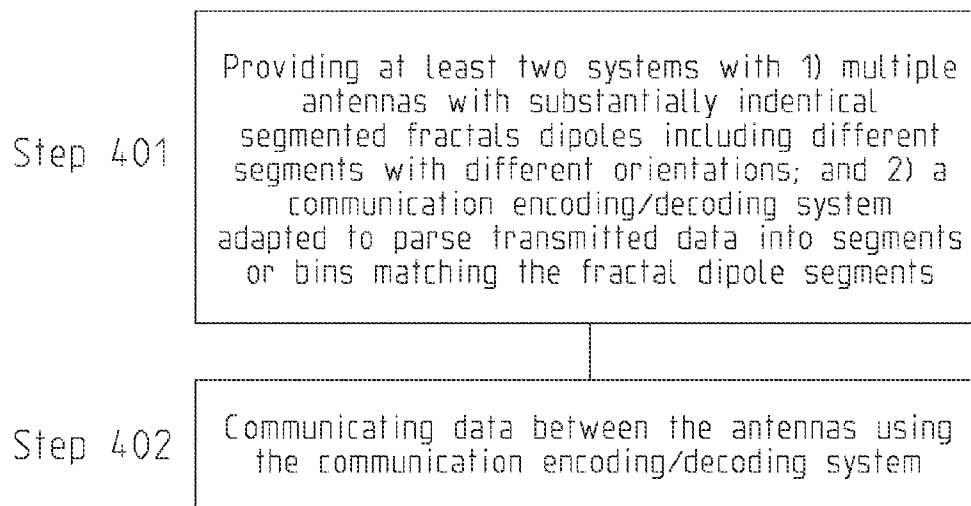 Step 401
Providing at least two systems with 1) multiple
antennas with substantially indentical
segmented fractals dipoles including different
segments with different orientations; and 2) a
communication encoding/decoding system
adapted to parse transmitted data into segments
or bins matching the fractal dipole segments
Step 402
Communicating data between the antennas using
the communication encoding/decoding system